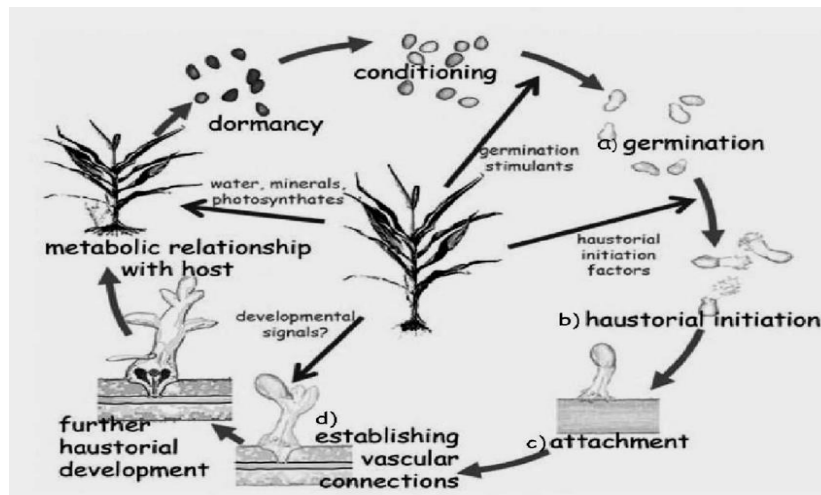 dormancy
conditioning
a) germination
germination
stimulants
haustorial
initiation
factors
b) haustorial initiation
c) attachment
d)
establishing
vascular
connections
developmental
signals?
further
haustorial
development
metabolic relationship
with host
water, minerals,
photosynthates